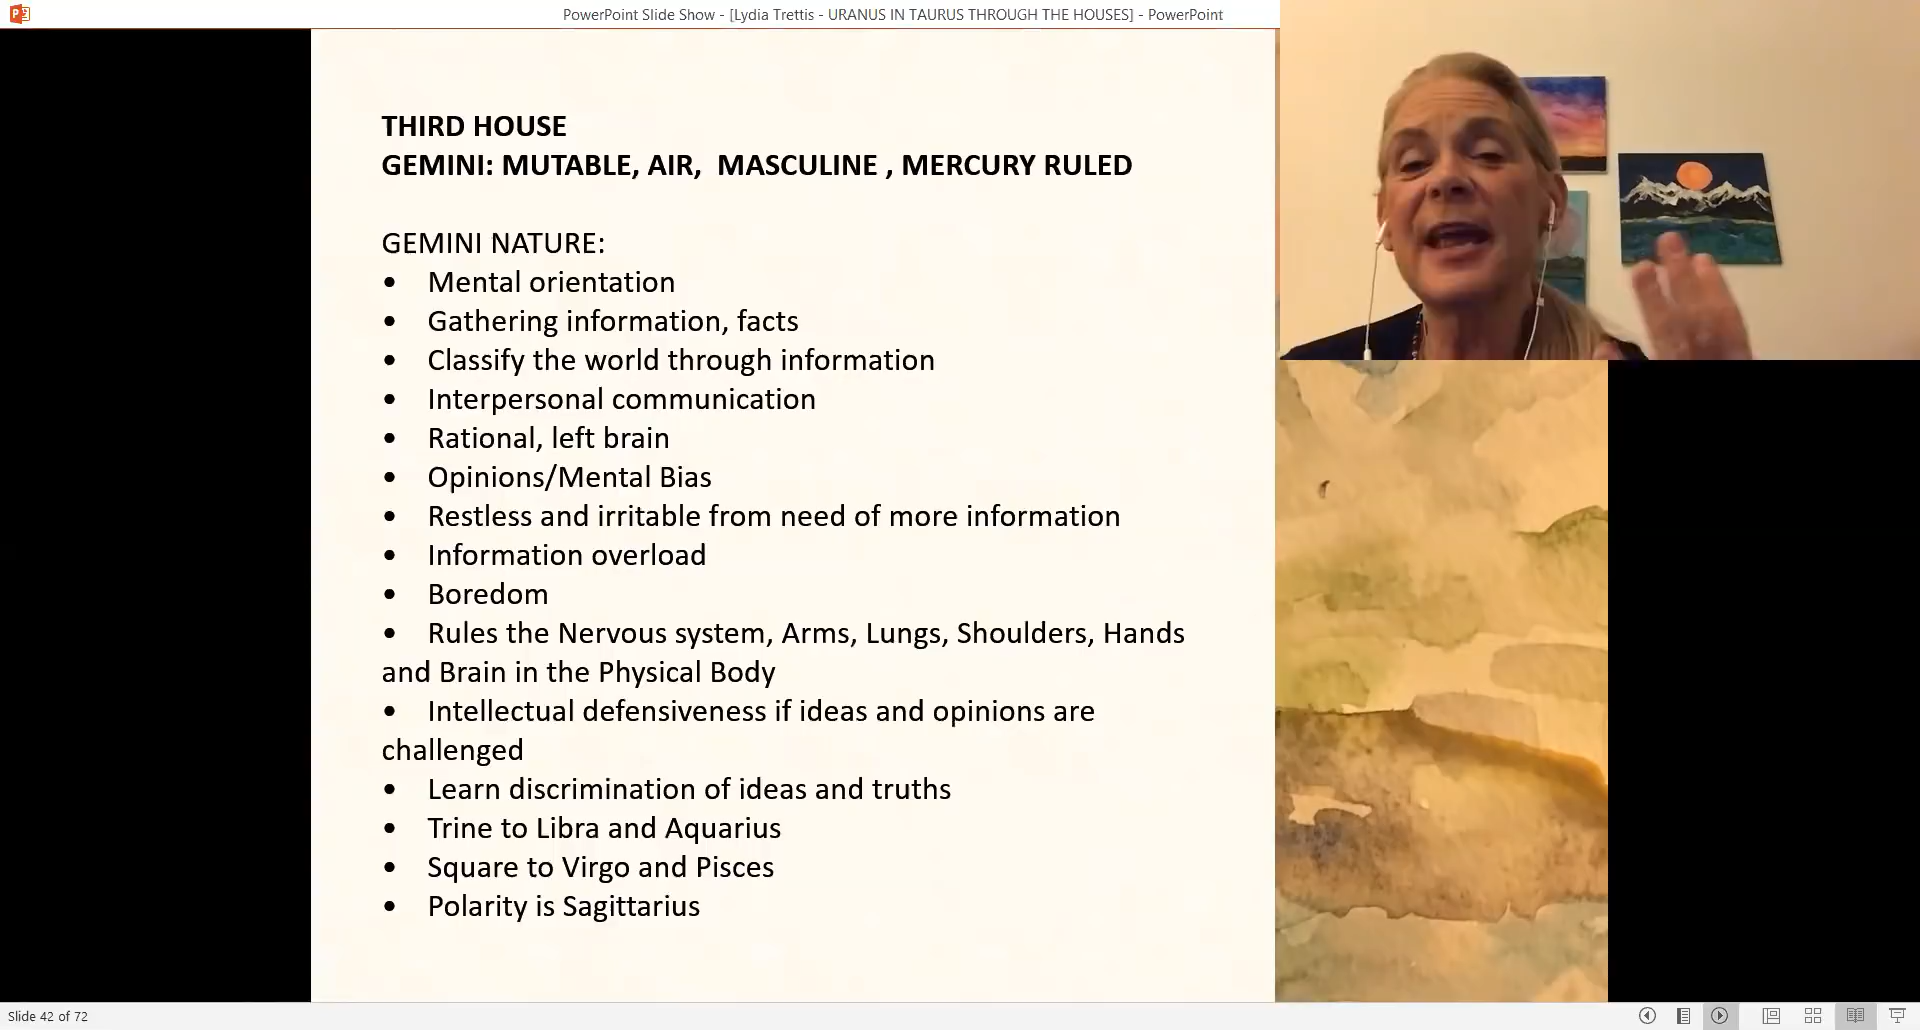 PowerPoint Slide Show - [Lydia Trettis - URANUS IN TAURUS THROUGH THE HOUSES] - PowerPoint
THIRD HOUSE
GEMINI: MUTABLE, AIR,  MASCULINE , MERCURY RULED
GEMINI NATURE:
• Mental orientation
• Gathering information, facts
• Classify the world through information
• Interpersonal communication
• Rational, left brain
• Opinions/Mental Bias
• Restless and irritable from need of more information
• Information overload
• Boredom
• Rules the Nervous system, Arms, Lungs, Shoulders, Hands
and Brain in the Physical Body
• Intellectual defensiveness if ideas and opinions are
challenged
• Learn discrimination of ideas and truths
• Trine to Libra and Aquarius
• Square to Virgo and Pisces
• Polarity is Sagittarius
Slide 42 of 72